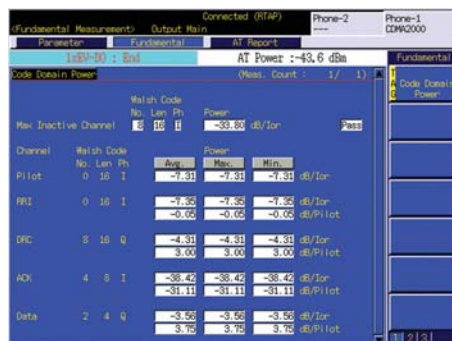 Connected (RTAP)
<Fundamental Measurement> Output Main
Phone-2
----
Phone-1
CDMA2000
Parameter Fundamental AT Report
1xEV-DO : End AT Power :-43.6 dBm
Fundamental
Code Domain Power (Meas. Count : 1/ 1)
Code Domain
Power
Walsh Code
No. Len Ph Power
Max Inactive Channel 8 16 I -33.80 dB/Ior Pass
Channel Walsh Code Power
No. Len Ph Avg. Max. Min.
Pilot 0 16 I -7.31 -7.31 -7.31 dB/Ior
RRI 0 16 I -7.35 -7.35 -7.35 dB/Ior
-0.05 -0.05 -0.05 dB/Pilot
DRC 8 16 Q -4.31 -4.31 -4.31 dB/Ior
3.00 3.00 3.00 dB/Pilot
ACK 4 8 I -38.42 -38.42 -38.42 dB/Ior
-31.11 -31.11 -31.11 dB/Pilot
Data 2 4 Q -3.56 -3.56 -3.56 dB/Ior
3.75 3.75 3.75 dB/Pilot
1 2 3